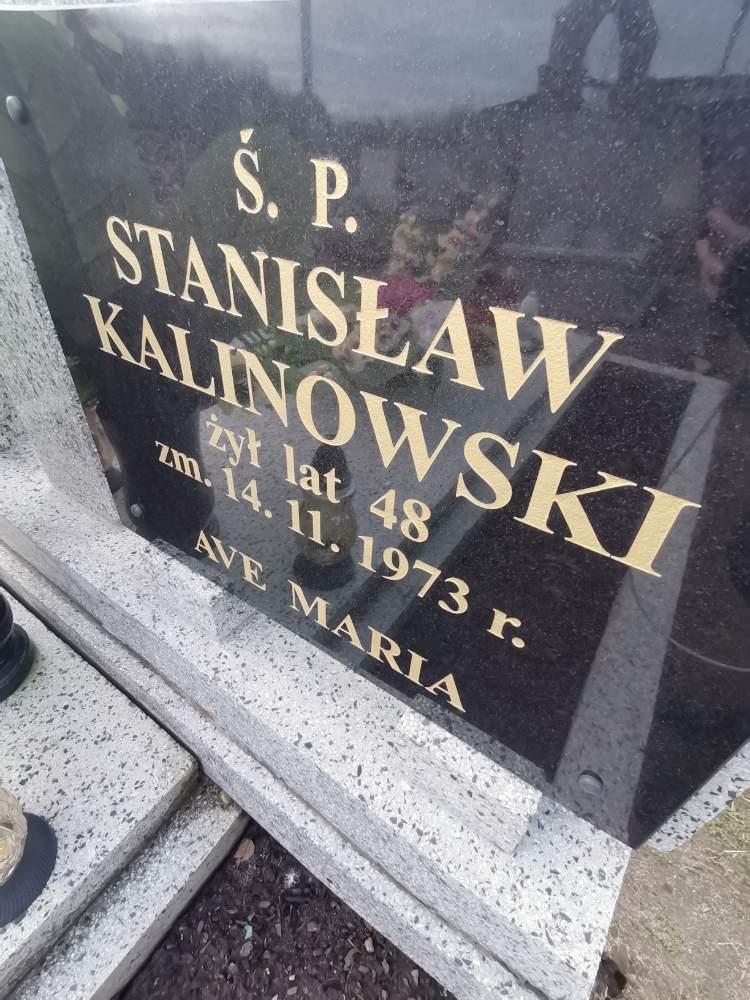 Ś. P.
STANISŁAW
KALINOWSKI
żył lat 48
zm. 14. 11. 1973 r.
AVE MARIA